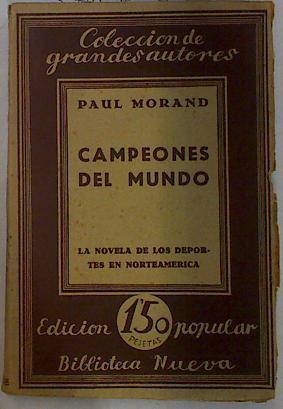 Coleccion de
grandes autores
PAUL MORAND
CAMPEONES
DEL MUNDO
LA NOVELA DE LOS DEPOR-
TES EN NORTEAMERICA
Edicion 1'50 popular
PESETAS
Biblioteca Nueva